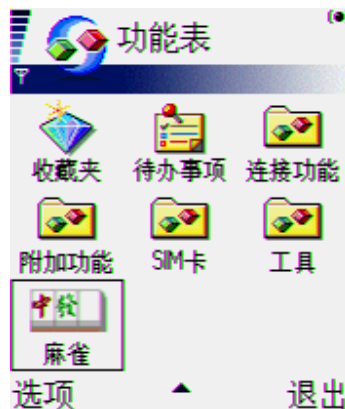 功能表
收藏夹 待办事项 连接功能
附加功能 SIM卡 工具
中 發
麻雀
选项 退出